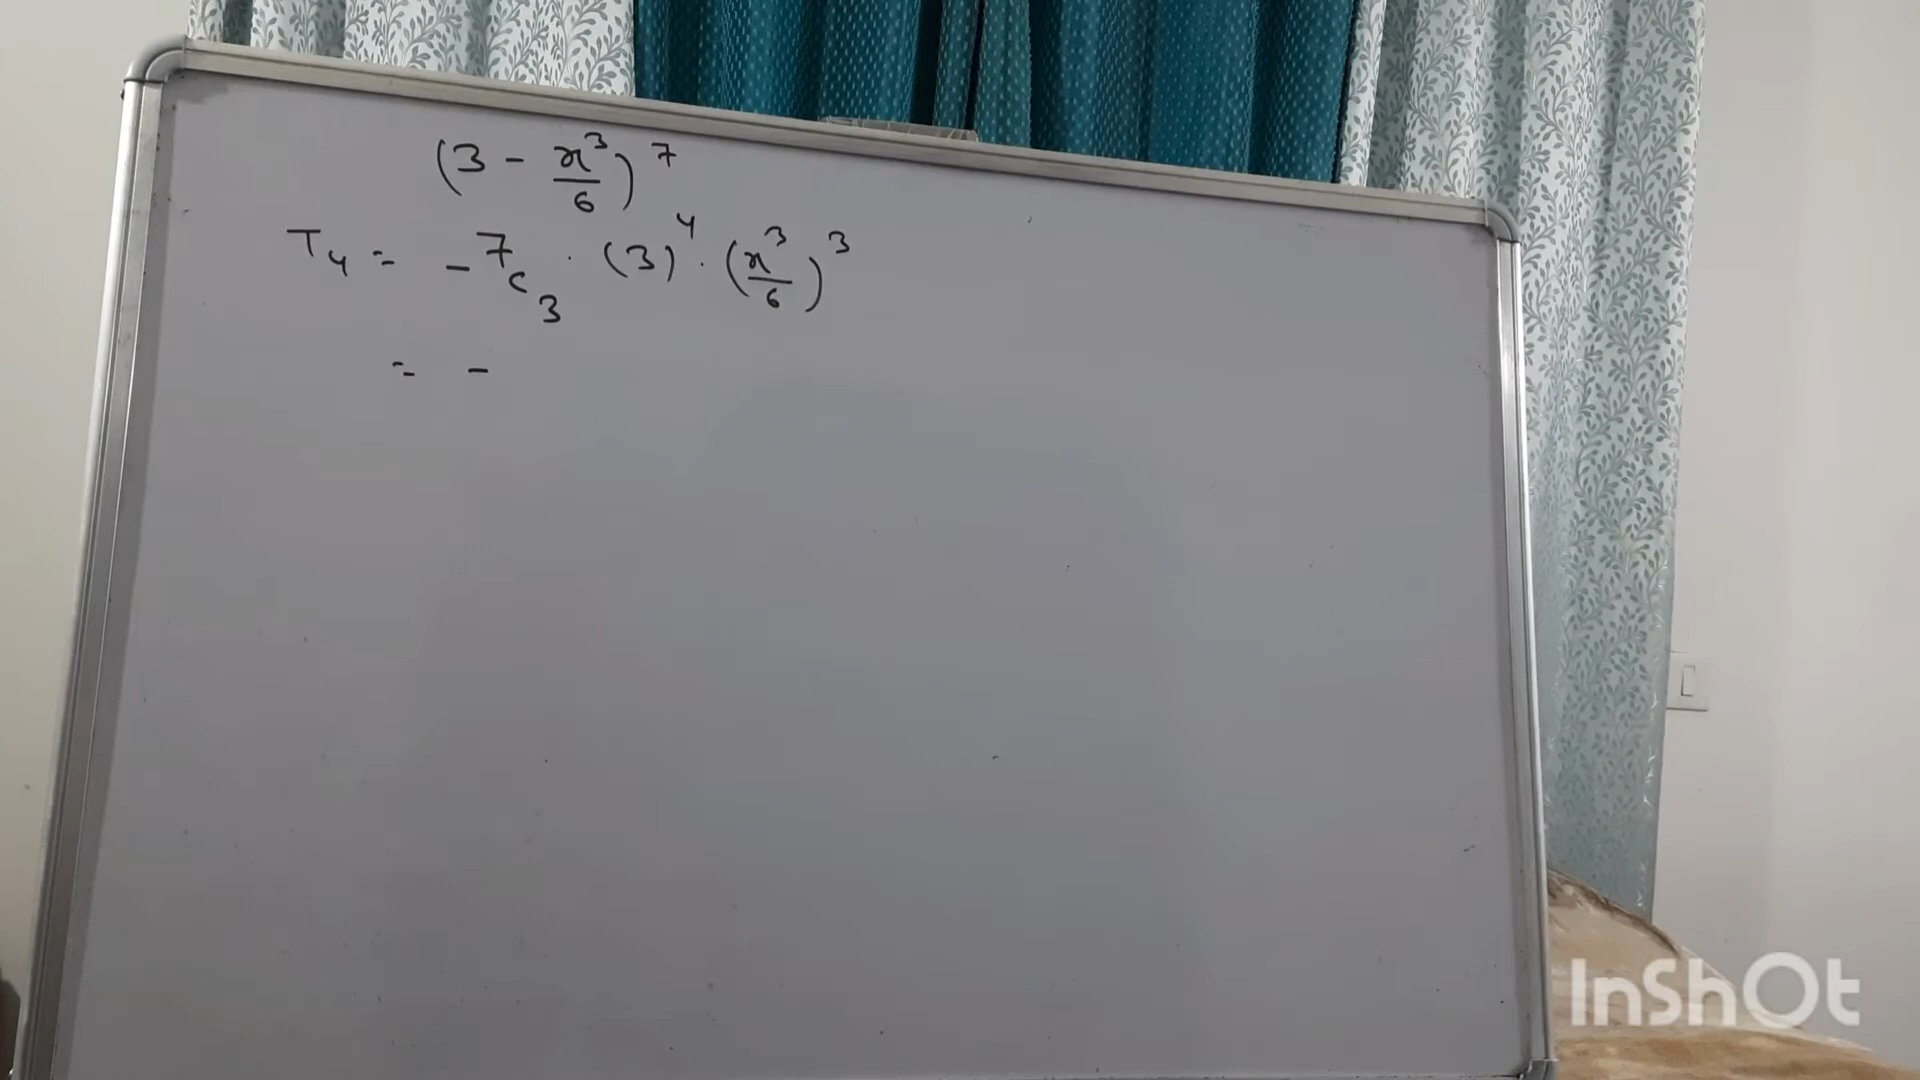 (3 - x³/6)⁷
T₄ = - ⁷C₃ · (3)⁴ · (x³/6)³
= -
InShOt